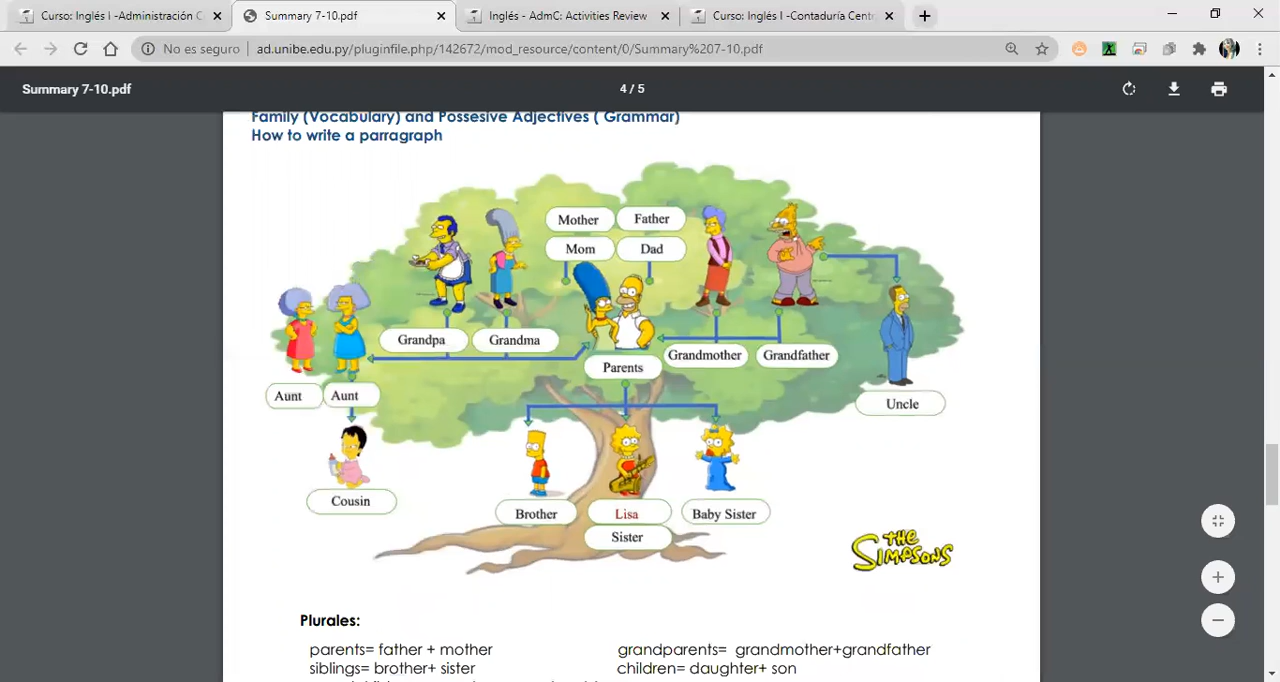 Curso: Inglés I -Administración C
Summary 7-10.pdf
Inglés - AdmC: Activities Review
Curso: Inglés I -Contaduría Cent
No es seguro
ad.unibe.edu.py/pluginfile.php/142672/mod_resource/content/0/Summary%207-10.pdf
Summary 7-10.pdf
4 / 5
Family (Vocabulary) and Possesive Adjectives ( Grammar)
How to write a parragraph
Mother
Father
Mom
Dad
Grandpa
Grandma
Grandmother
Grandfather
Parents
Aunt
Aunt
Uncle
Cousin
Brother
Lisa
Baby Sister
Sister
THE SIMPSONS
Plurales:
parents= father + mother
grandparents= grandmother+grandfather
siblings= brother+ sister
children= daughter+ son